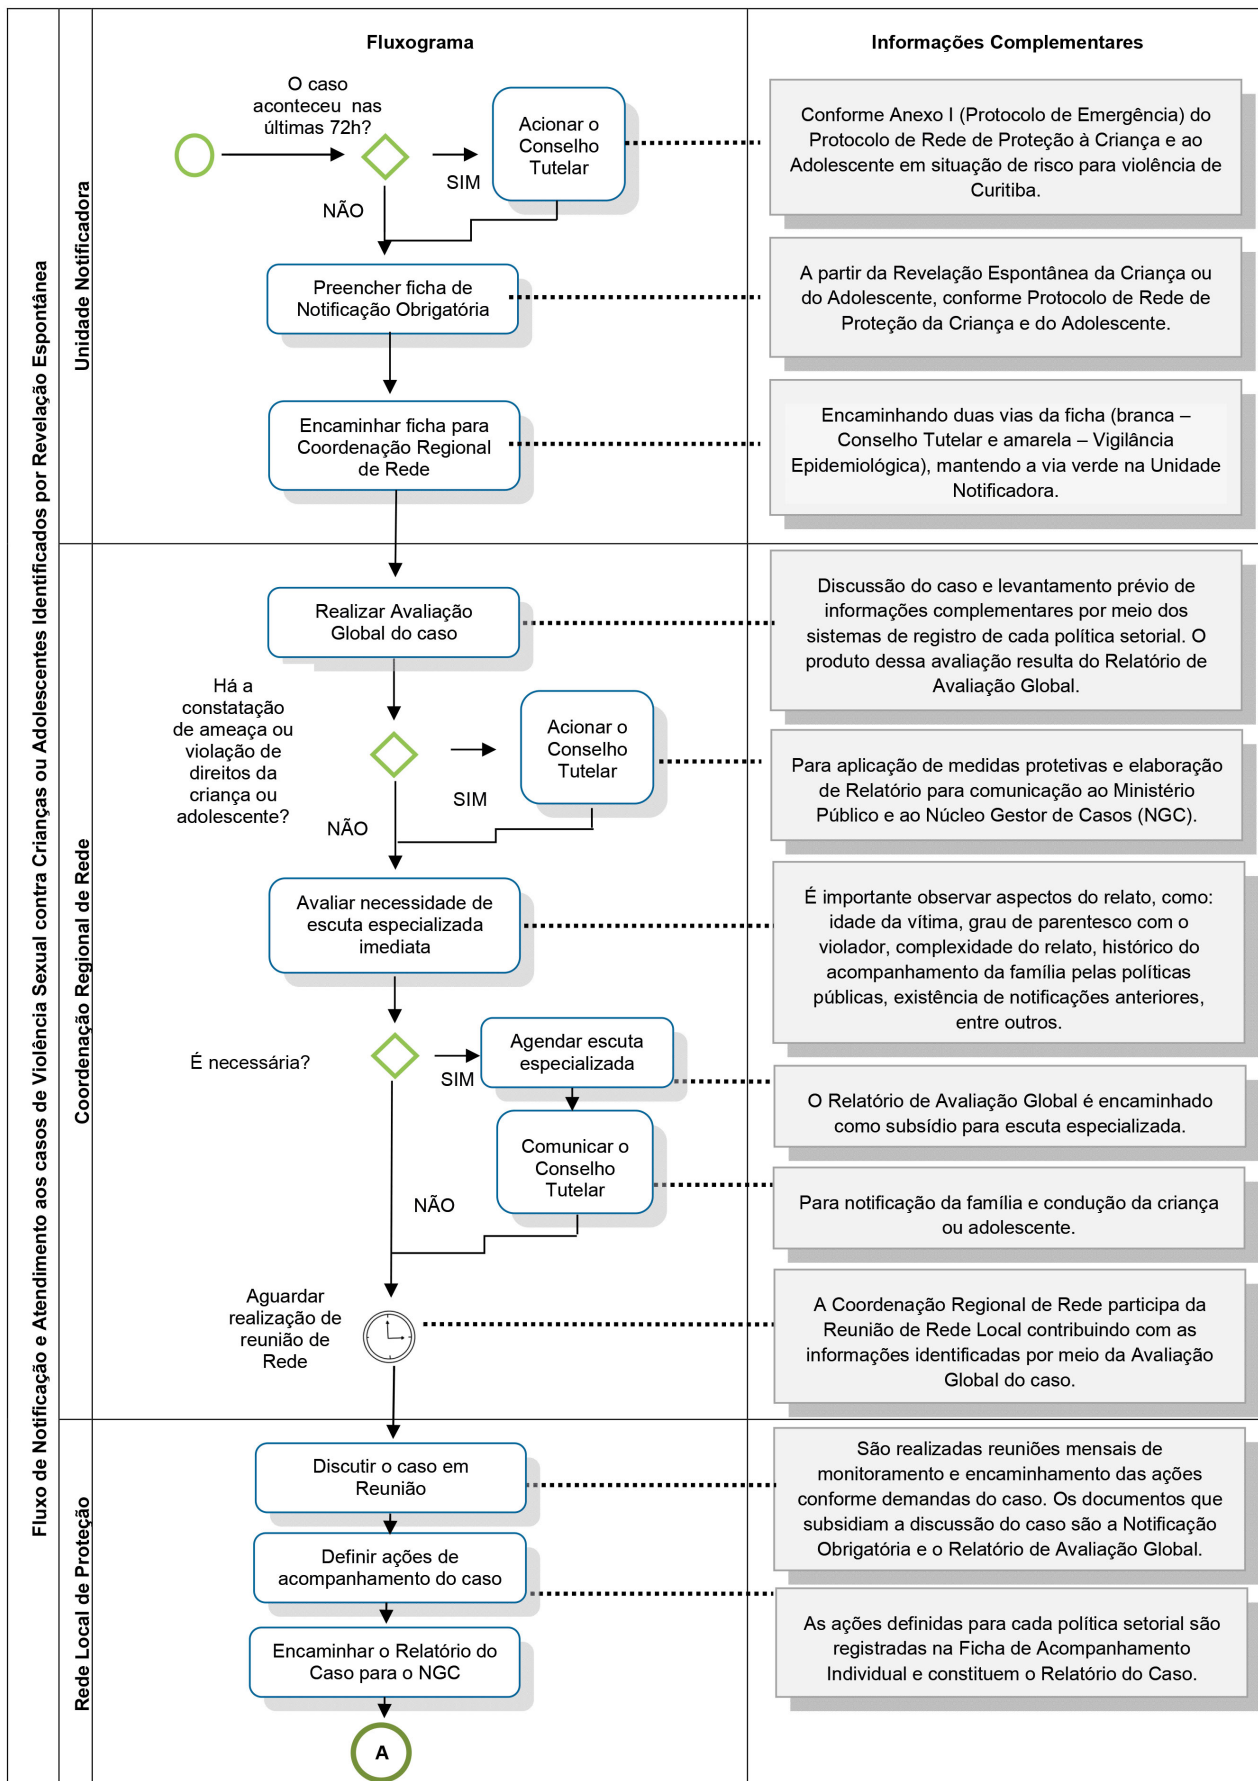 Fluxo de Notificação e Atendimento aos casos de Violência Sexual contra Crianças ou Adolescentes Identificados por Revelação Espontânea
Fluxograma
Informações Complementares
Unidade Notificadora
O caso
aconteceu nas
últimas 72h?
SIM
NÃO
Acionar o
Conselho
Tutelar
Conforme Anexo I (Protocolo de Emergência) do
Protocolo de Rede de Proteção à Criança e ao
Adolescente em situação de risco para violência de
Curitiba.
Preencher ficha de
Notificação Obrigatória
A partir da Revelação Espontânea da Criança ou
do Adolescente, conforme Protocolo de Rede de
Proteção da Criança e do Adolescente.
Encaminhar ficha para
Coordenação Regional
de Rede
Encaminhando duas vias da ficha (branca –
Conselho Tutelar e amarela – Vigilância
Epidemiológica), mantendo a via verde na Unidade
Notificadora.
Coordenação Regional de Rede
Realizar Avaliação
Global do caso
Discussão do caso e levantamento prévio de
informações complementares por meio dos
sistemas de registro de cada política setorial. O
produto dessa avaliação resulta do Relatório de
Avaliação Global.
Há a
constatação
de ameaça ou
violação de
direitos da
criança ou
adolescente?
SIM
NÃO
Acionar o
Conselho
Tutelar
Para aplicação de medidas protetivas e elaboração
de Relatório para comunicação ao Ministério
Público e ao Núcleo Gestor de Casos (NGC).
Avaliar necessidade de
escuta especializada
imediata
É importante observar aspectos do relato, como:
idade da vítima, grau de parentesco com o
violador, complexidade do relato, histórico do
acompanhamento da família pelas políticas
públicas, existência de notificações anteriores,
entre outros.
É necessária?
SIM
Agendar escuta
especializada
O Relatório de Avaliação Global é encaminhado
como subsídio para escuta especializada.
Comunicar o
Conselho
Tutelar
NÃO
Para notificação da família e condução da criança
ou adolescente.
Aguardar
realização de
reunião de
Rede
A Coordenação Regional de Rede participa da
Reunião de Rede Local contribuindo com as
informações identificadas por meio da Avaliação
Global do caso.
Rede Local de Proteção
Discutir o caso em
Reunião
São realizadas reuniões mensais de
monitoramento e encaminhamento das ações
conforme demandas do caso. Os documentos que
subsidiam a discussão do caso são a Notificação
Obrigatória e o Relatório de Avaliação Global.
Definir ações de
acompanhamento do caso
As ações definidas para cada política setorial são
registradas na Ficha de Acompanhamento
Individual e constituem o Relatório do Caso.
Encaminhar o Relatório do
Caso para o NGC
A